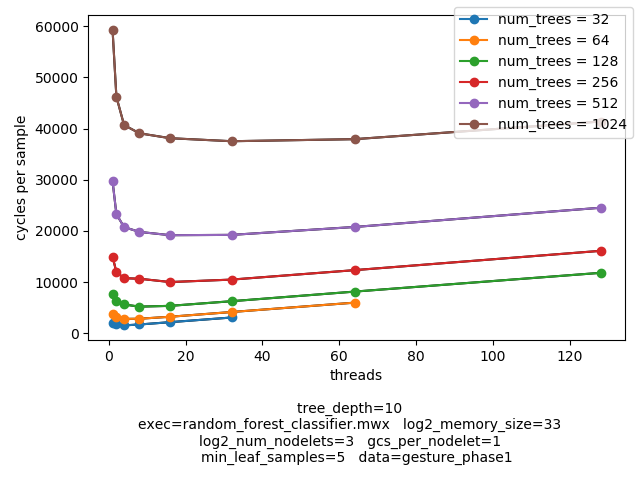 60000
50000
40000
30000
20000
10000
0
cycles per sample
num_trees = 32
num_trees = 64
num_trees = 128
num_trees = 256
num_trees = 512
num_trees = 1024
0 20 40 60 80 100 120
threads
tree_depth=10
exec=random_forest_classifier.mwx log2_memory_size=33
log2_num_nodelets=3 gcs_per_nodelet=1
min_leaf_samples=5 data=gesture_phase1